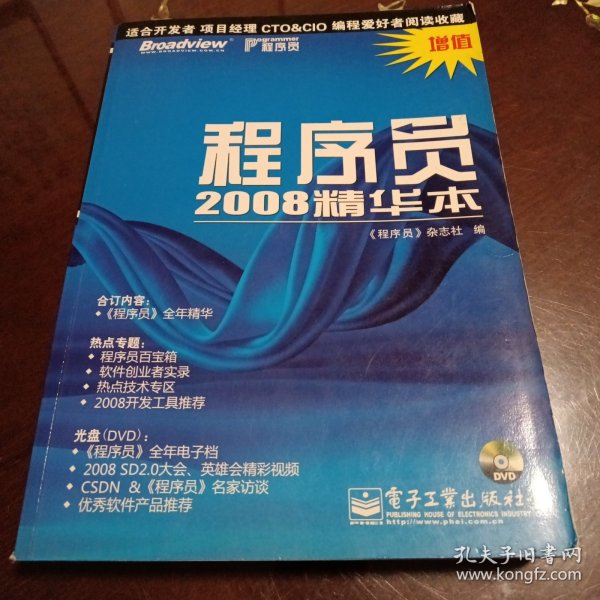 适合开发者 项目经理 CTO&CIO 编程爱好者阅读收藏
Broadview®
WWW.BROADVIEW.COM.CN
Programmer
程序员
增值
程序员
2008精华本
《程序员》杂志社 编
合订内容：
《程序员》全年精华
热点专题：
程序员百宝箱
软件创业者实录
热点技术专区
2008开发工具推荐
光盘(DVD)：
《程序员》全年电子档
2008 SD2.0大会、英雄会精彩视频
CSDN &《程序员》名家访谈
优秀软件产品推荐
DVD
PHEI
電子工業出版社
PUBLISHING HOUSE OF ELECTRONICS INDUSTRY
http://www.phei.com.cn
孔夫子旧书网
www.kongfz.com